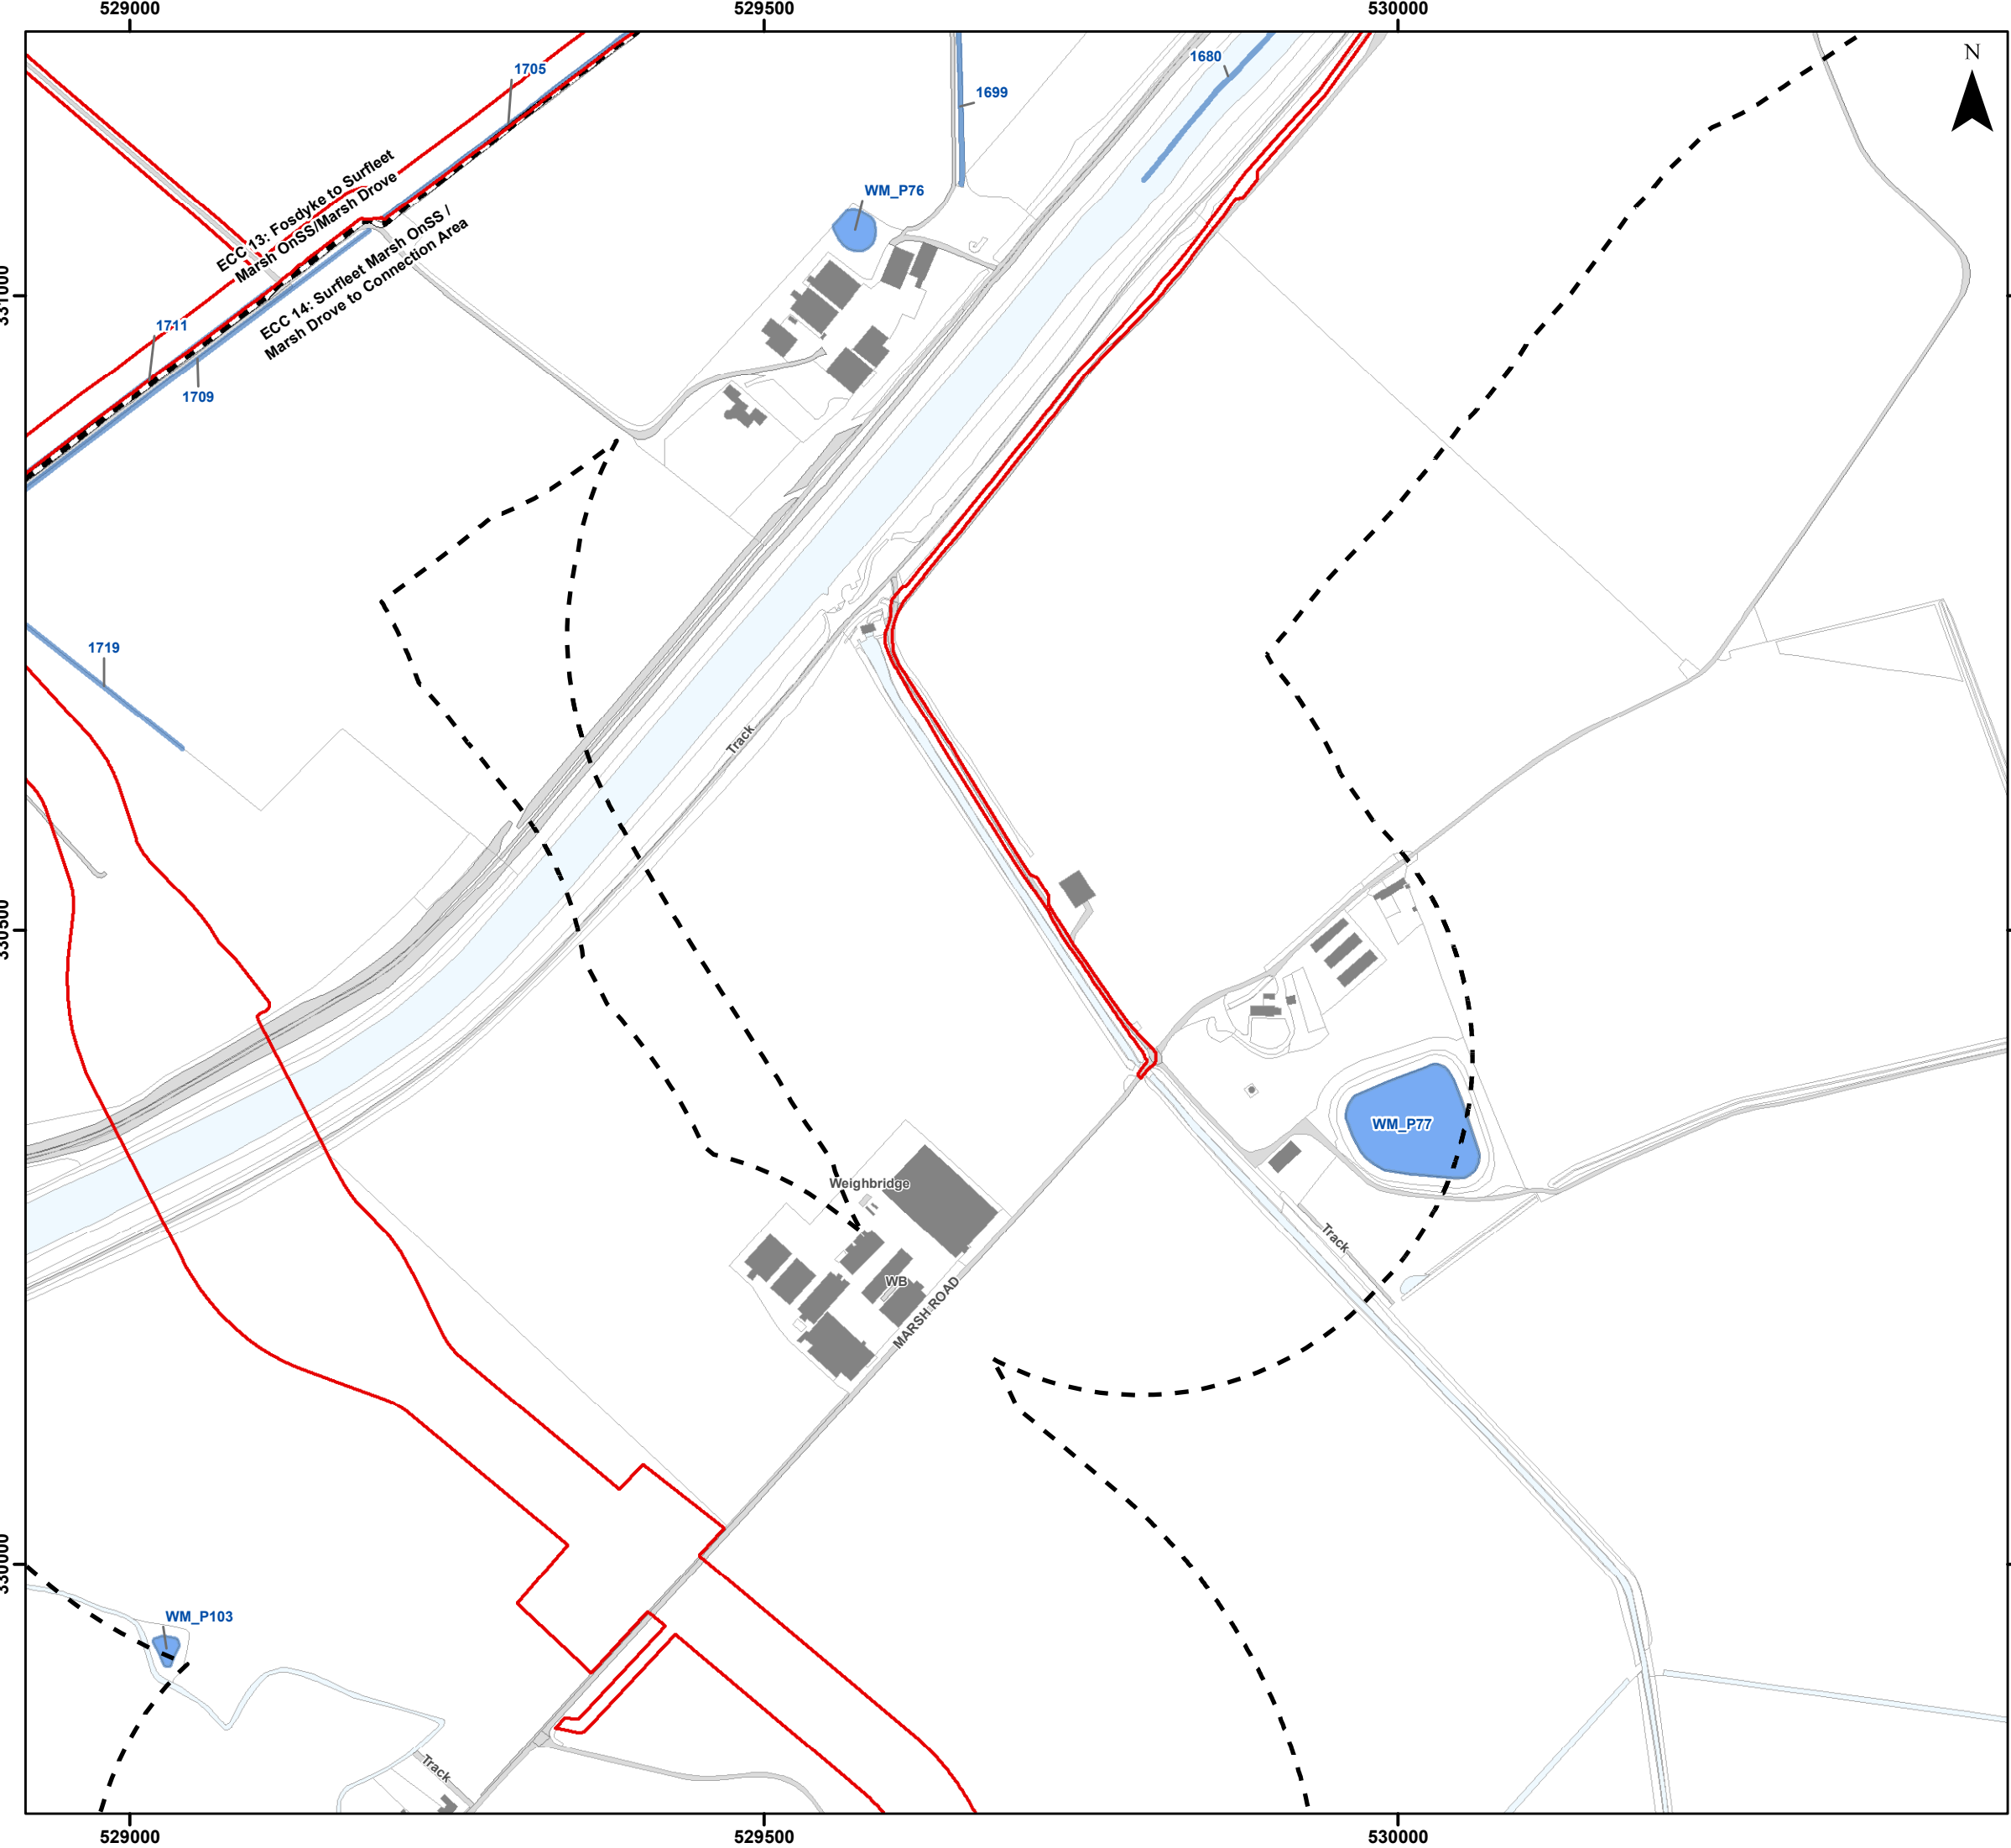 529000
529500
530000
N
1705
1680
1699
WM_P76
ECC 13: Fosdyke to Surfleet
Marsh OnSS/Marsh Drove
ECC 14: Surfleet Marsh OnSS /
Marsh Drove to Connection Area
331000
1711
1709
1719
Track
330500
WM_P77
Weighbridge
Track
WB
MARSH ROAD
330000
WM_P103
Track
529000
529500
530000